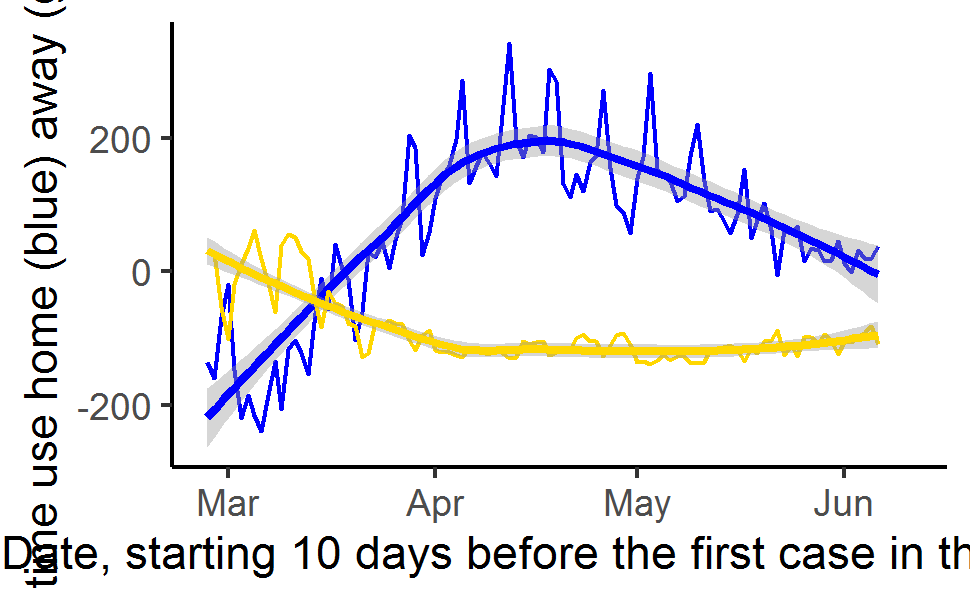 time use home (blue) away (
200
0
-200
Mar Apr May Jun
Date, starting 10 days before the first case in th